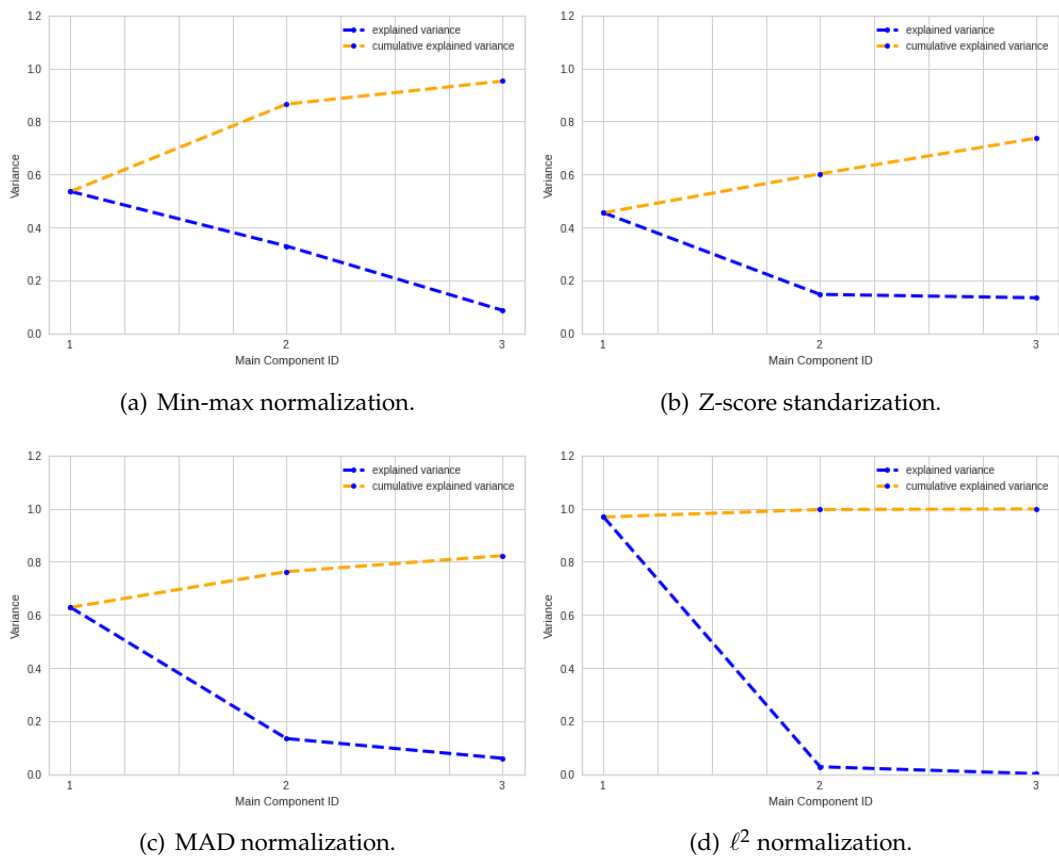 1.2
1.0
0.8
0.6
0.4
0.2
0.0
Variance
explained variance
cumulative explained variance
1 2 3
Main Component ID
(a) Min-max normalization.
1.2
1.0
0.8
0.6
0.4
0.2
0.0
Variance
explained variance
cumulative explained variance
1 2 3
Main Component ID
(b) Z-score standarization.
1.2
1.0
0.8
0.6
0.4
0.2
0.0
Variance
explained variance
cumulative explained variance
1 2 3
Main Component ID
(c) MAD normalization.
1.2
1.0
0.8
0.6
0.4
0.2
0.0
Variance
explained variance
cumulative explained variance
1 2 3
Main Component ID
(d) ℓ² normalization.